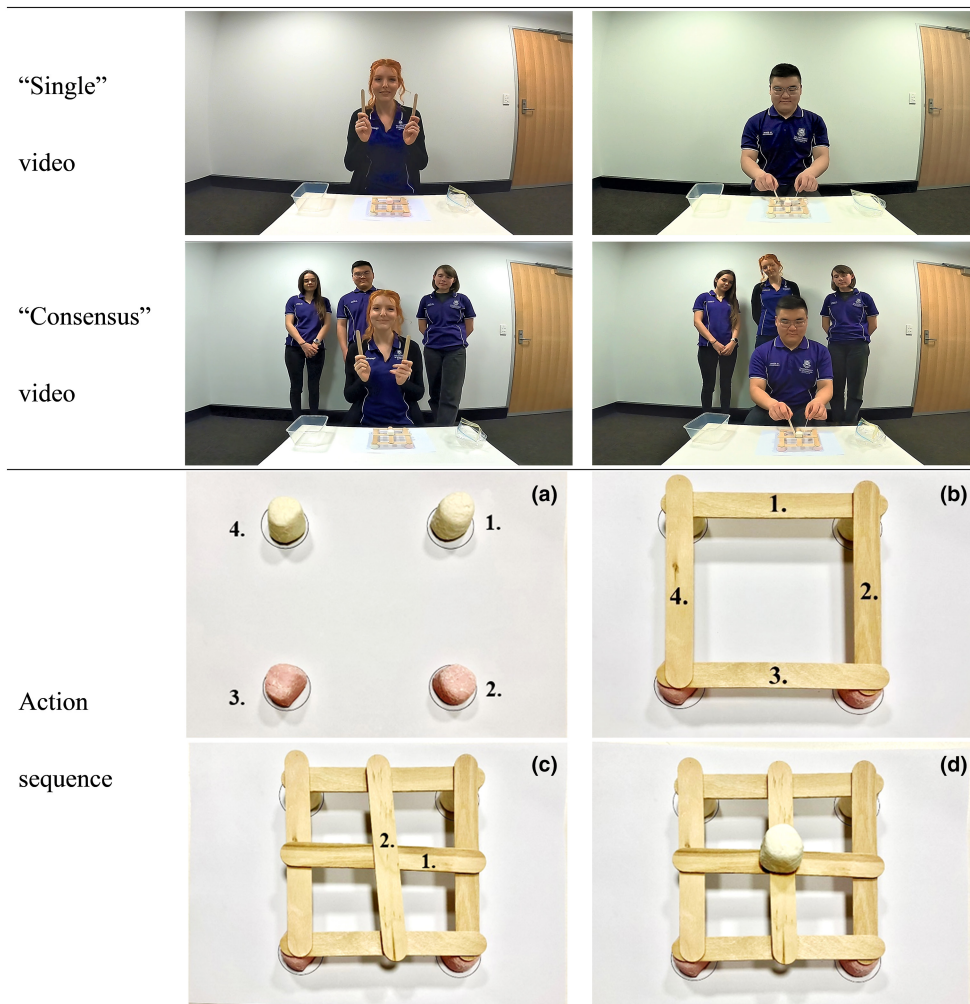 “Single”
video
“Consensus”
video
Action
sequence
(a)
4.
1.
3.
2.
(b)
1.
4.
2.
3.
(c)
2.
1.
(d)